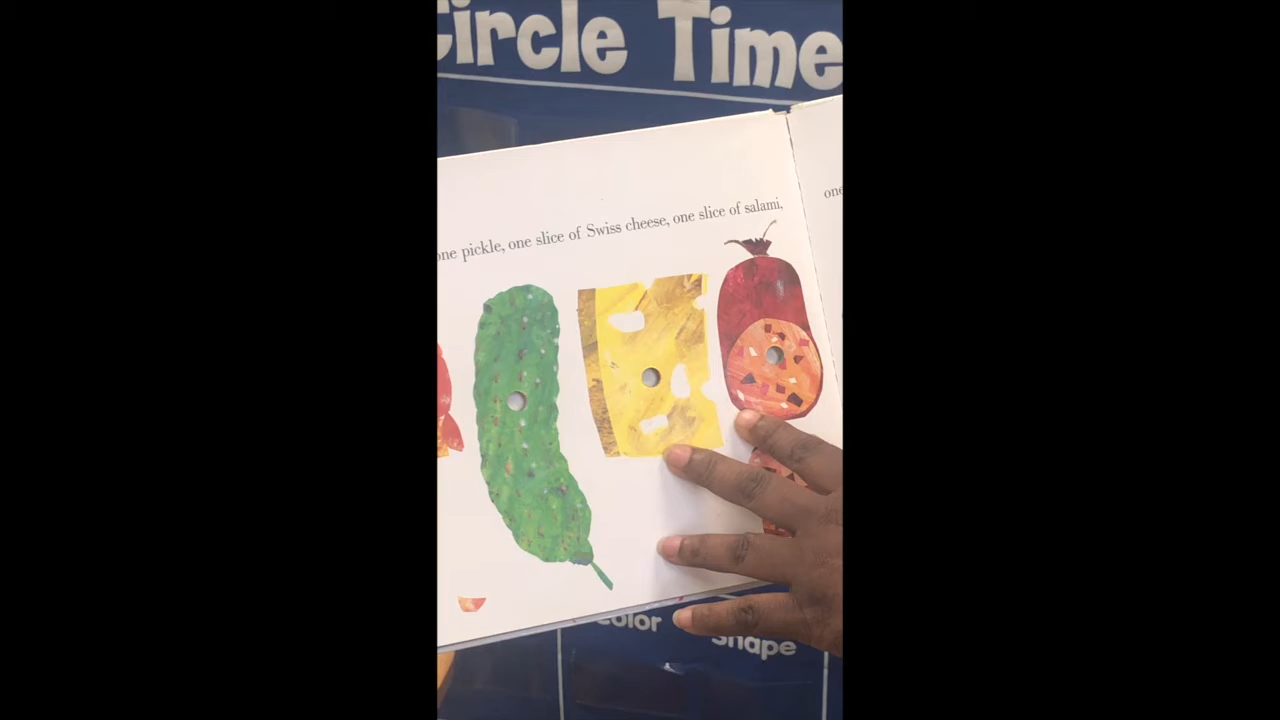 Circle Time
one pickle, one slice of Swiss cheese, one slice of salami,
one
Color
Shape